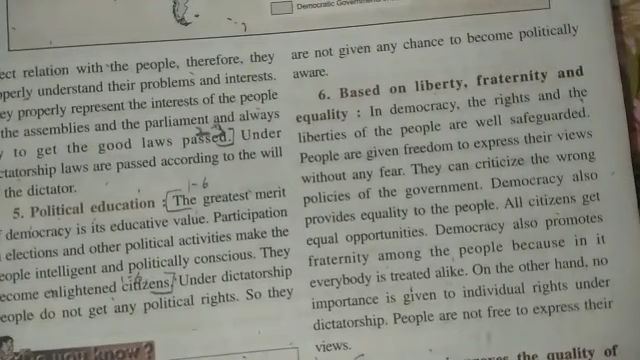 Democratic
ect relation with the people, therefore, they
operly understand their problems and interests.
ey properly represent the interests of the people
the assemblies and the parliament and always
to get the good laws passed. Under
ctatorship laws are passed according to the will
the dictator.
1-6
5. Political education : The greatest merit
democracy is its educative value. Participation
elections and other political activities make the
eople intelligent and politically conscious. They
ecome enlightened citizens. Under dictatorship
eople do not get any political rights. So they
you know?
are not given any chance to become politically
aware.
6. Based on liberty, fraternity and
equality : In democracy, the rights and the
liberties of the people are well safeguarded.
People are given freedom to express their views
without any fear. They can criticize the wrong
policies of the government. Democracy also
provides equality to the people. All citizens get
equal opportunities. Democracy also promotes
fraternity among the people because in it
everybody is treated alike. On the other hand, no
importance is given to individual rights under
dictatorship. People are not free to express their
views.
the quality of